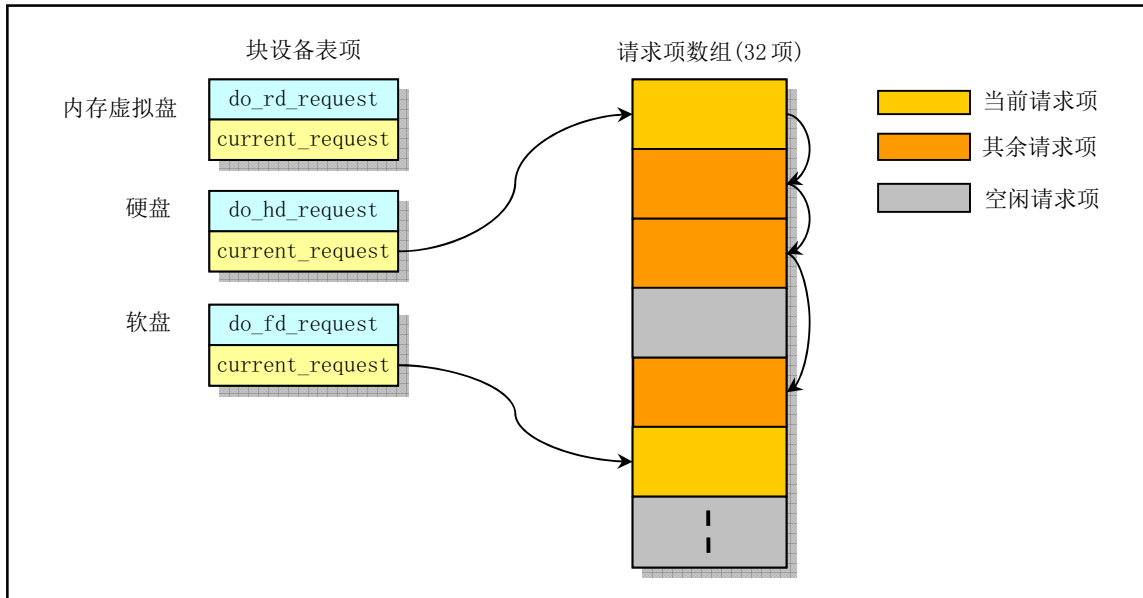 块设备表项
请求项数组(32 项)
内存虚拟盘
do_rd_request
current_request
硬盘
do_hd_request
current_request
软盘
do_fd_request
current_request
当前请求项
其余请求项
空闲请求项